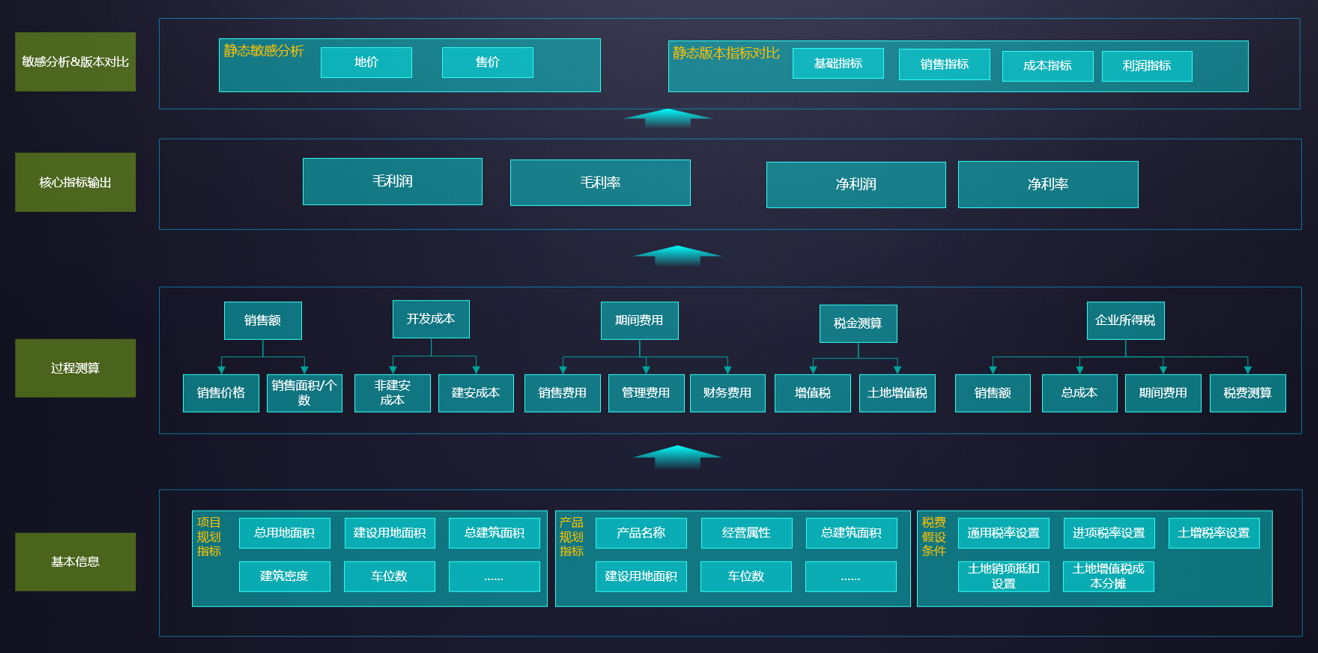 敏感分析&版本对比
静态敏感分析
地价
售价
静态版本指标对比
基础指标
销售指标
成本指标
利润指标
核心指标输出
毛利润
毛利率
净利润
净利率
过程测算
销售额
开发成本
期间费用
税金测算
企业所得税
销售价格
销售面积/个
数
非建安
成本
建安成本
销售费用
管理费用
财务费用
增值税
土地增值税
销售额
总成本
期间费用
税费测算
基本信息
项目
规划
指标
总用地面积
建设用地面积
总建筑面积
建筑密度
车位数
......
产品
规划
指标
产品名称
经营属性
总建筑面积
建设用地面积
车位数
......
税费
假设
条件
通用税率设置
进项税率设置
土增税率设置
土地销项抵扣
设置
土地增值税成
本分摊